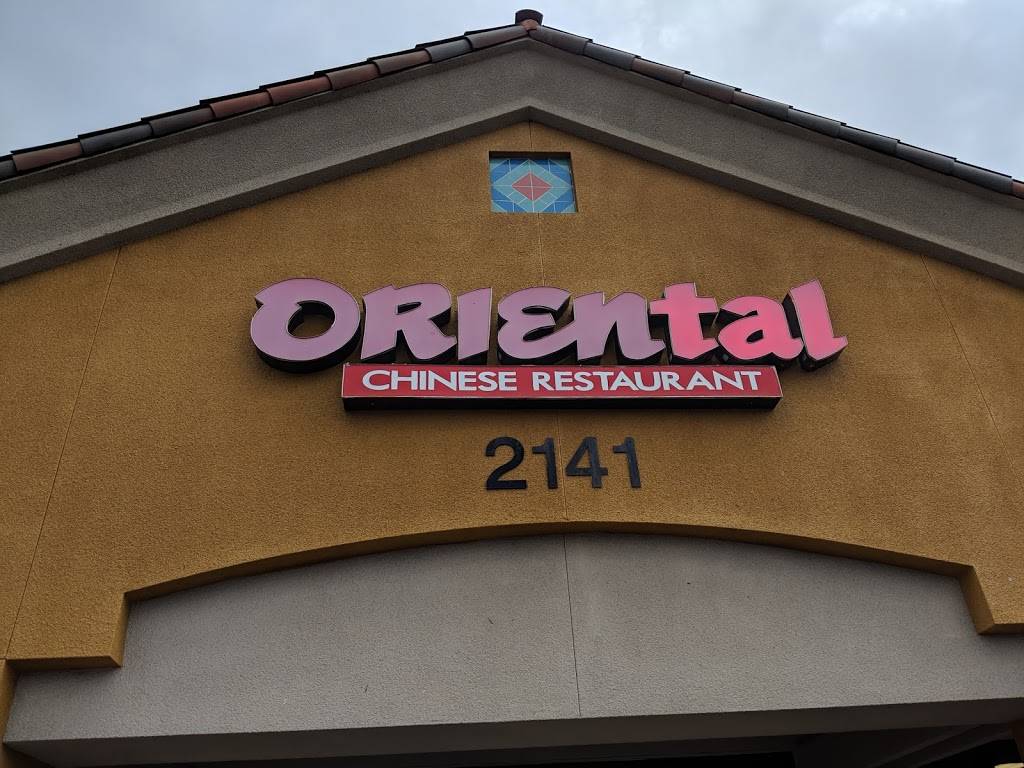 ORIENtal
CHINESE RESTAURANT
2141